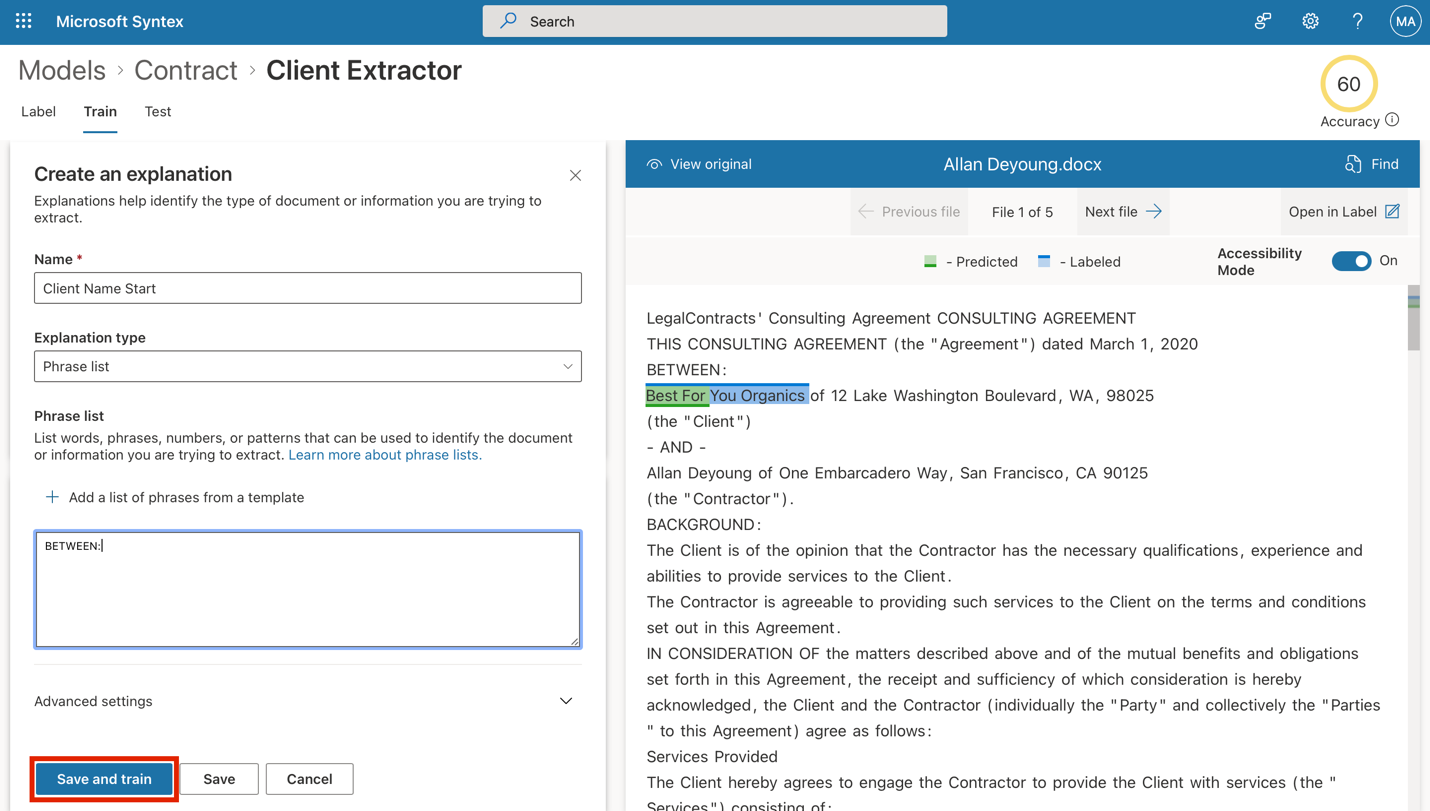 Microsoft Syntex
Search
MA
Models > Contract > Client Extractor
60
Accuracy
Label Train Test
Create an explanation
Explanations help identify the type of document or information you are trying to
extract.
Name *
Client Name Start
Explanation type
Phrase list
Phrase list
List words, phrases, numbers, or patterns that can be used to identify the document
or information you are trying to extract. Learn more about phrase lists.
+ Add a list of phrases from a template
BETWEEN:
Advanced settings
Save and train Save Cancel
View original Allan Deyoung.docx Find
Previous file File 1 of 5 Next file Open in Label
- Predicted - Labeled Accessibility
Mode On
LegalContracts' Consulting Agreement CONSULTING AGREEMENT
THIS CONSULTING AGREEMENT (the "Agreement") dated March 1, 2020
BETWEEN:
Best For You Organics of 12 Lake Washington Boulevard, WA, 98025
(the "Client")
- AND -
Allan Deyoung of One Embarcadero Way, San Francisco, CA 90125
(the "Contractor").
BACKGROUND:
The Client is of the opinion that the Contractor has the necessary qualifications, experience and
abilities to provide services to the Client.
The Contractor is agreeable to providing such services to the Client on the terms and conditions
set out in this Agreement.
IN CONSIDERATION OF the matters described above and of the mutual benefits and obligations
set forth in this Agreement, the receipt and sufficiency of which consideration is hereby
acknowledged, the Client and the Contractor (individually the "Party" and collectively the "Parties
" to this Agreement) agree as follows:
Services Provided
The Client hereby agrees to engage the Contractor to provide the Client with services (the "
Services") consisting of: